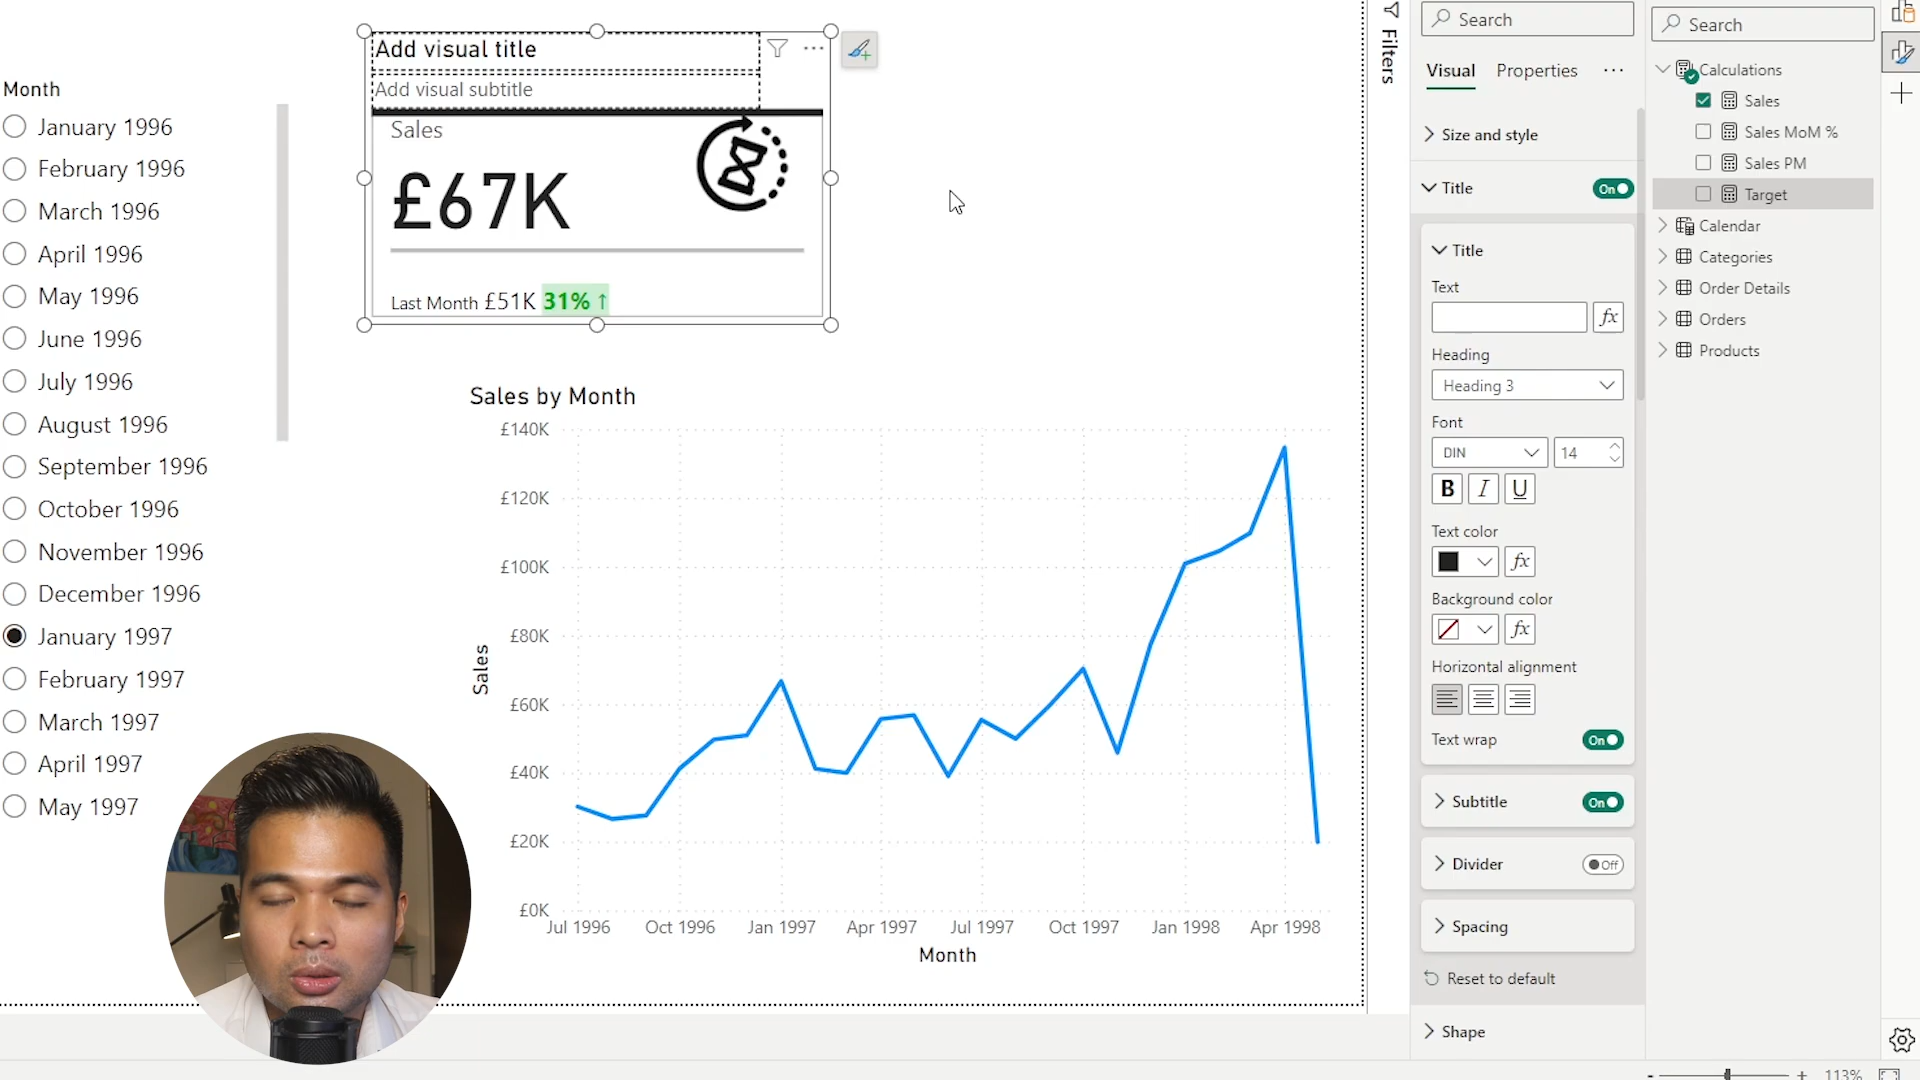 Month
January 1996
February 1996
March 1996
April 1996
May 1996
June 1996
July 1996
August 1996
September 1996
October 1996
November 1996
December 1996
January 1997
February 1997
March 1997
April 1997
May 1997
Add visual title
Add visual subtitle
Sales
£67K
Last Month £51K 31% ↑
Sales by Month
£140K
£120K
£100K
£80K
£60K
£40K
£20K
£0K
Sales
Jul 1996 Oct 1996 Jan 1997 Apr 1997 Jul 1997 Oct 1997 Jan 1998 Apr 1998
Month
Filters
Search
Visual Properties
Size and style
Title On
Title
Text
fx
Heading
Heading 3
Font
DIN 14
B I U
Text color
fx
Background color
fx
Horizontal alignment
Text wrap On
Subtitle On
Divider Off
Spacing
Reset to default
Shape
Search
Calculations
Sales
Sales MoM %
Sales PM
Target
Calendar
Categories
Order Details
Orders
Products
- + 113%